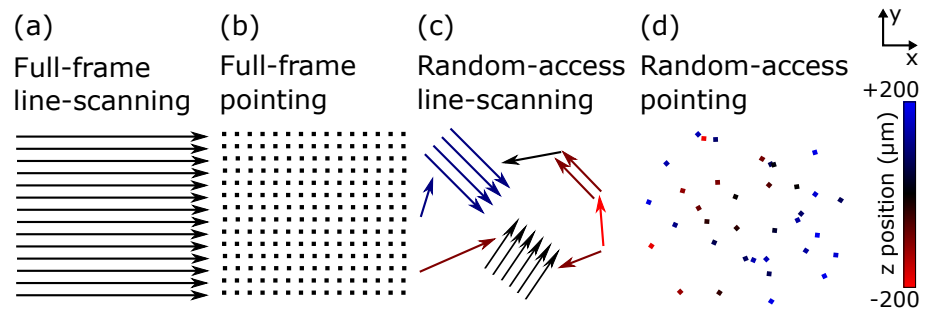 (a)
Full-frame
line-scanning
(b)
Full-frame
pointing
(c)
Random-access
line-scanning
(d)
Random-access
pointing
y
x
+200
z position (μm)
-200